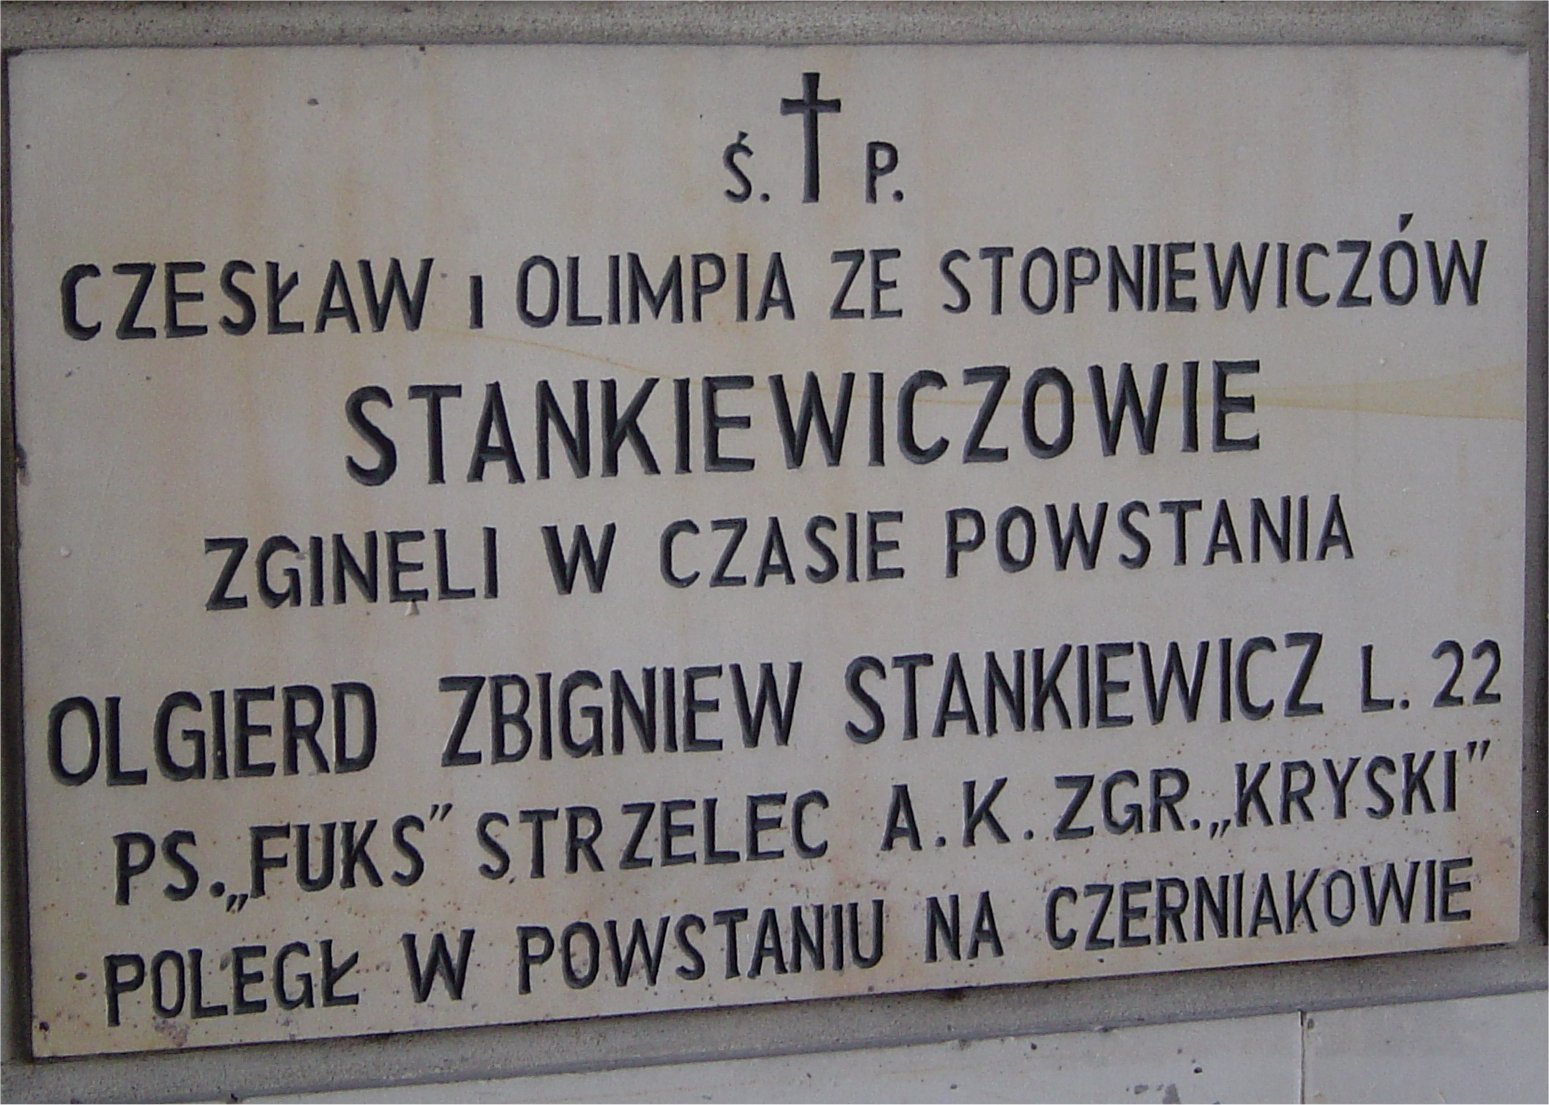 Ś. † P.
CZESŁAW I OLIMPIA ZE STOPNIEWICZÓW
STANKIEWICZOWIE
ZGINĘLI W CZASIE POWSTANIA
OLGIERD ZBIGNIEW STANKIEWICZ L. 22
PS. „FUKS” STRZELEC A.K. ZGR. „KRYSKI”
POLEGŁ W POWSTANIU NA CZERNIAKOWIE